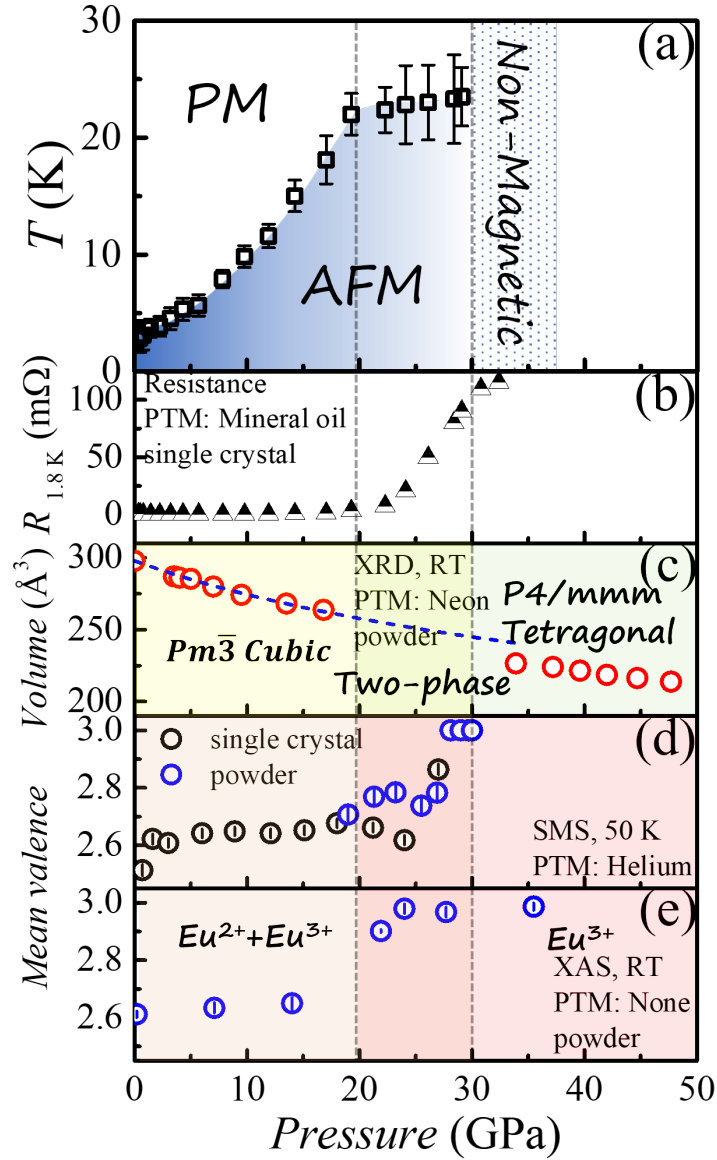 30
20
10
0
T (K)
(a)
PM
AFM
Non-Magnetic
100
50
0
R 1.8 K (mΩ)
(b)
Resistance
PTM: Mineral oil
single crystal
300
250
200
Volume (Å³)
(c)
XRD, RT
PTM: Neon
powder
Pm3̅ Cubic
Two-phase
P4/mmm
Tetragonal
3.0
2.8
2.6
Mean valence
(d)
single crystal
powder
SMS, 50 K
PTM: Helium
3.0
2.8
2.6
(e)
Eu²⁺+Eu³⁺
Eu³⁺
XAS, RT
PTM: None
powder
0 10 20 30 40 50
Pressure (GPa)